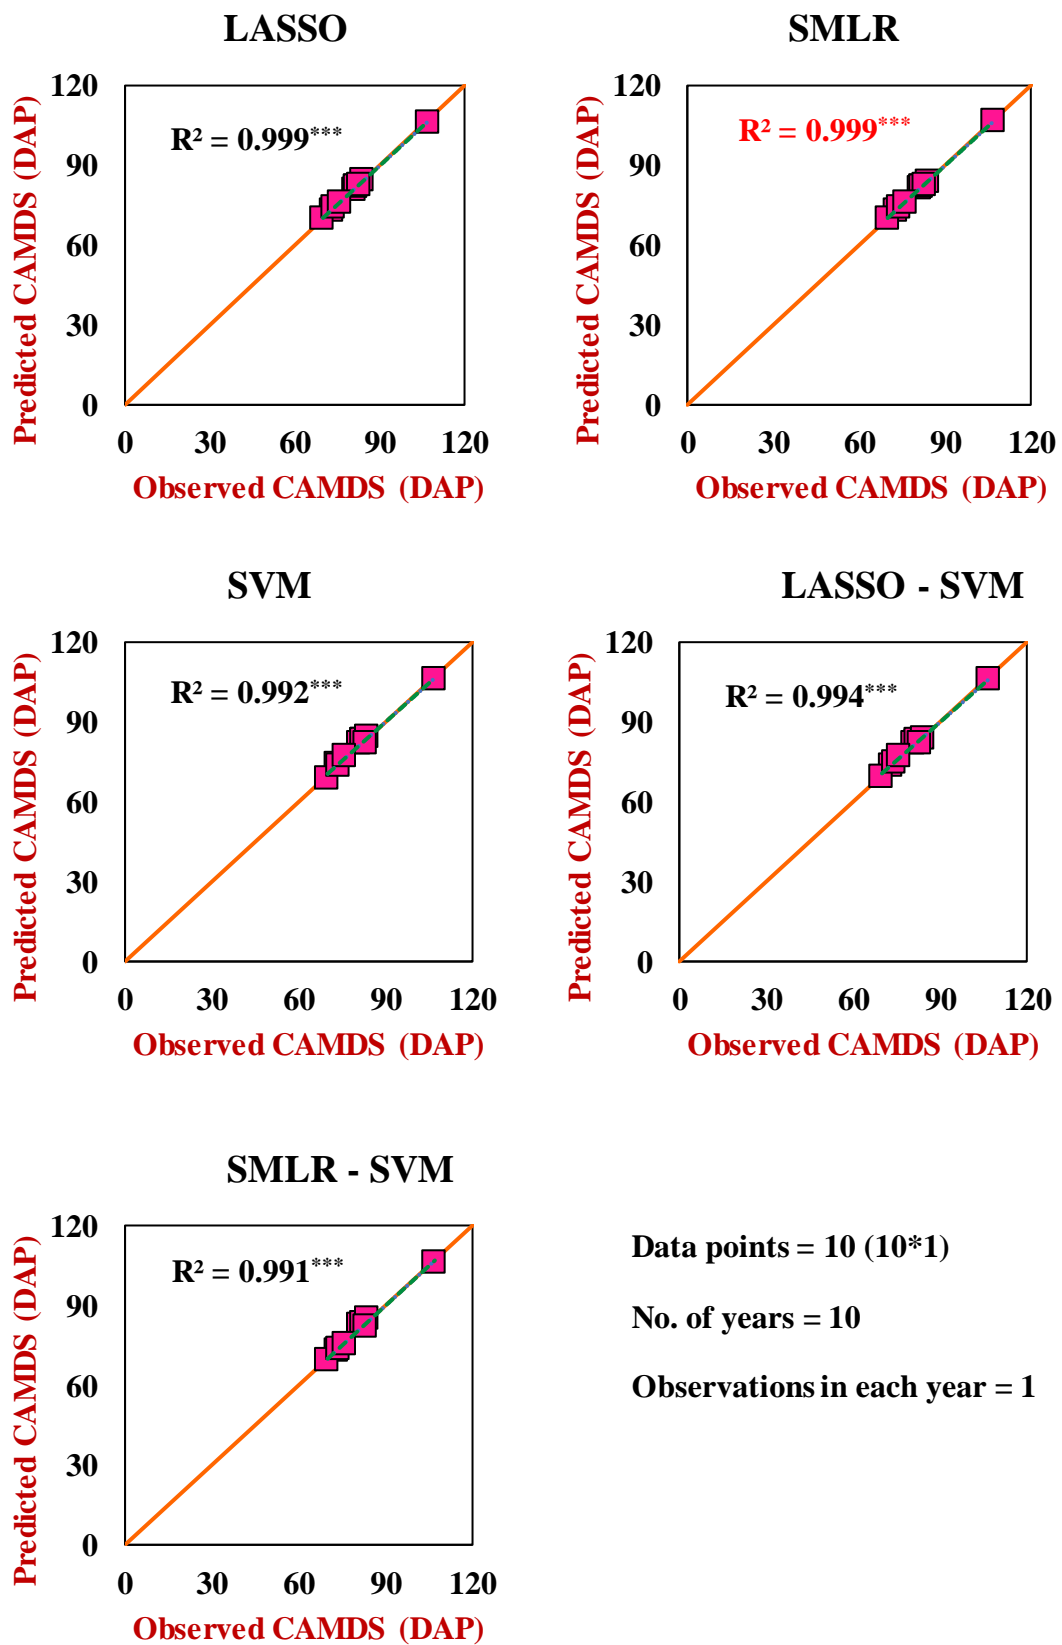 LASSO
Predicted CAMDS (DAP)
120
90
60
30
0
R² = 0.999***
0 30 60 90 120
Observed CAMDS (DAP)
SMLR
Predicted CAMDS (DAP)
120
90
60
30
0
R² = 0.999***
0 30 60 90 120
Observed CAMDS (DAP)
SVM
Predicted CAMDS (DAP)
120
90
60
30
0
R² = 0.992***
0 30 60 90 120
Observed CAMDS (DAP)
LASSO - SVM
Predicted CAMDS (DAP)
120
90
60
30
0
R² = 0.994***
0 30 60 90 120
Observed CAMDS (DAP)
SMLR - SVM
Predicted CAMDS (DAP)
120
90
60
30
0
R² = 0.991***
0 30 60 90 120
Observed CAMDS (DAP)
Data points = 10 (10*1)
No. of years = 10
Observations in each year = 1